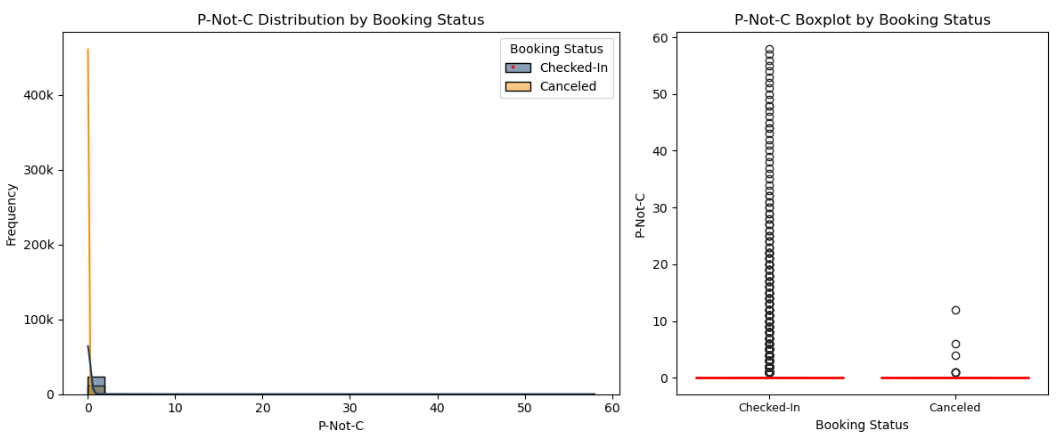 P-Not-C Distribution by Booking Status
Frequency
400k
300k
200k
100k
0
Booking Status
Checked-In
Canceled
0 10 20 30 40 50 60
P-Not-C
P-Not-C Boxplot by Booking Status
P-Not-C
60
50
40
30
20
10
0
Checked-In Canceled
Booking Status